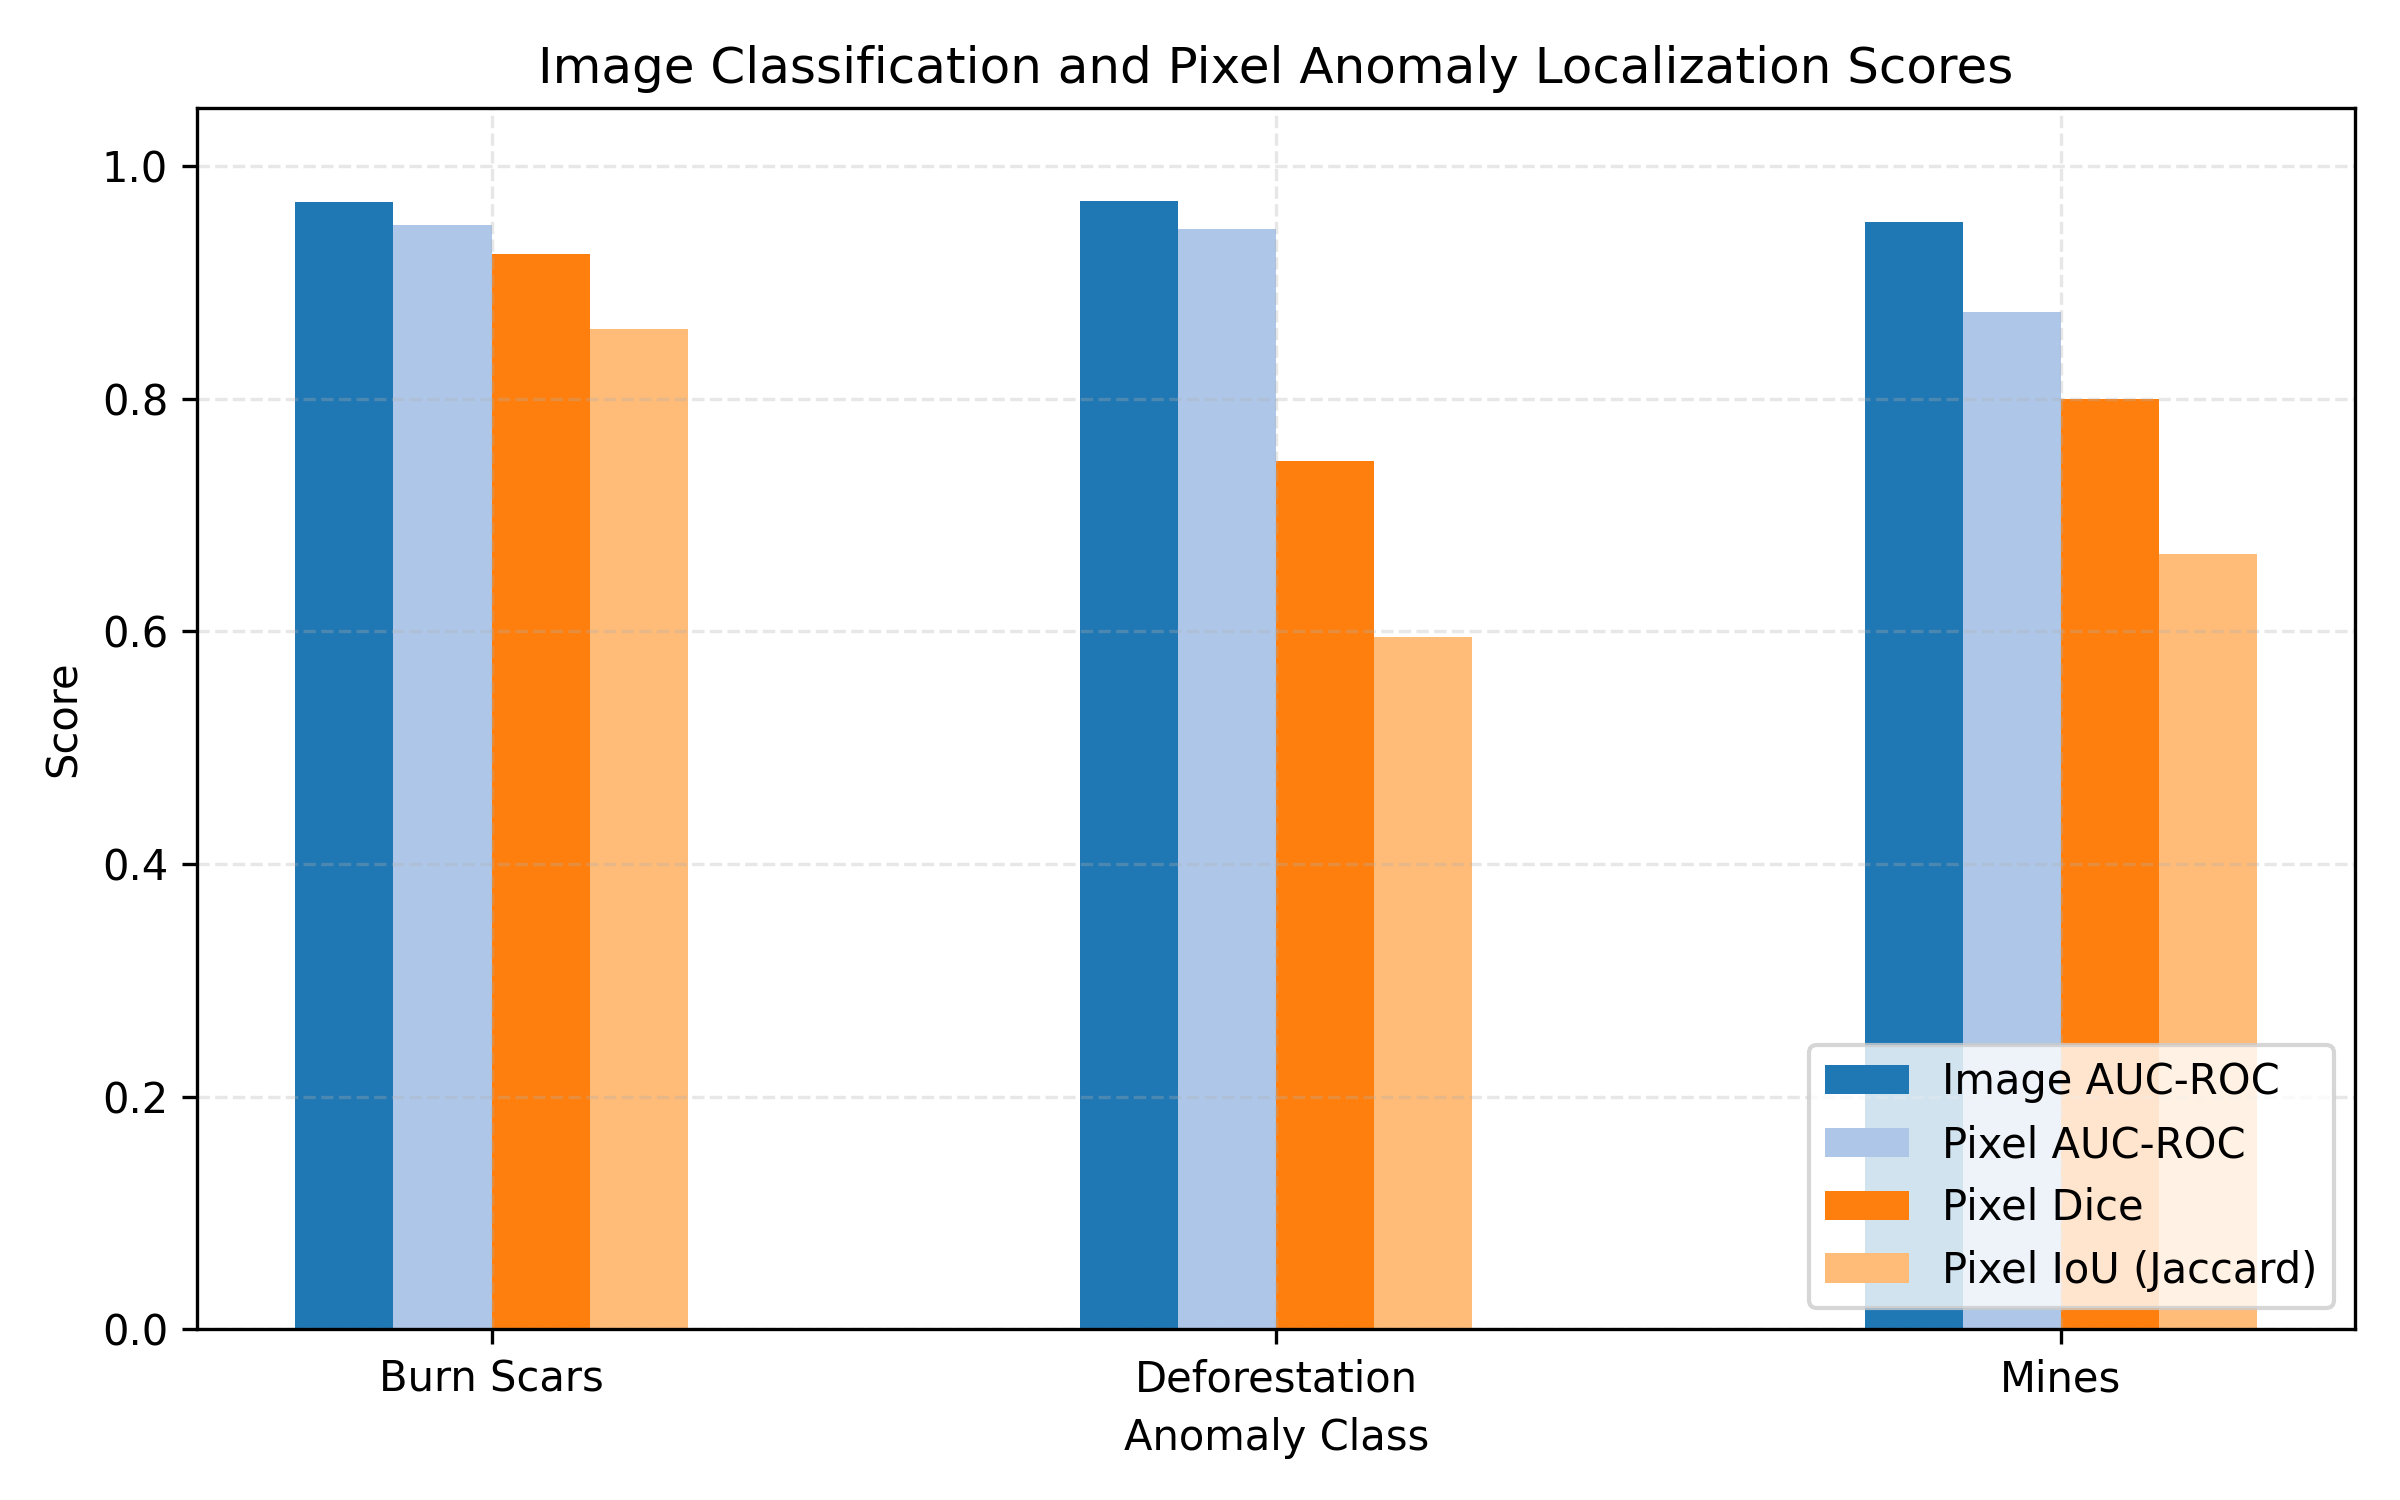 Image Classification and Pixel Anomaly Localization Scores
1.0
0.8
0.6
0.4
0.2
0.0
Score
Burn Scars
Deforestation
Mines
Anomaly Class
Image AUC-ROC
Pixel AUC-ROC
Pixel Dice
Pixel IoU (Jaccard)